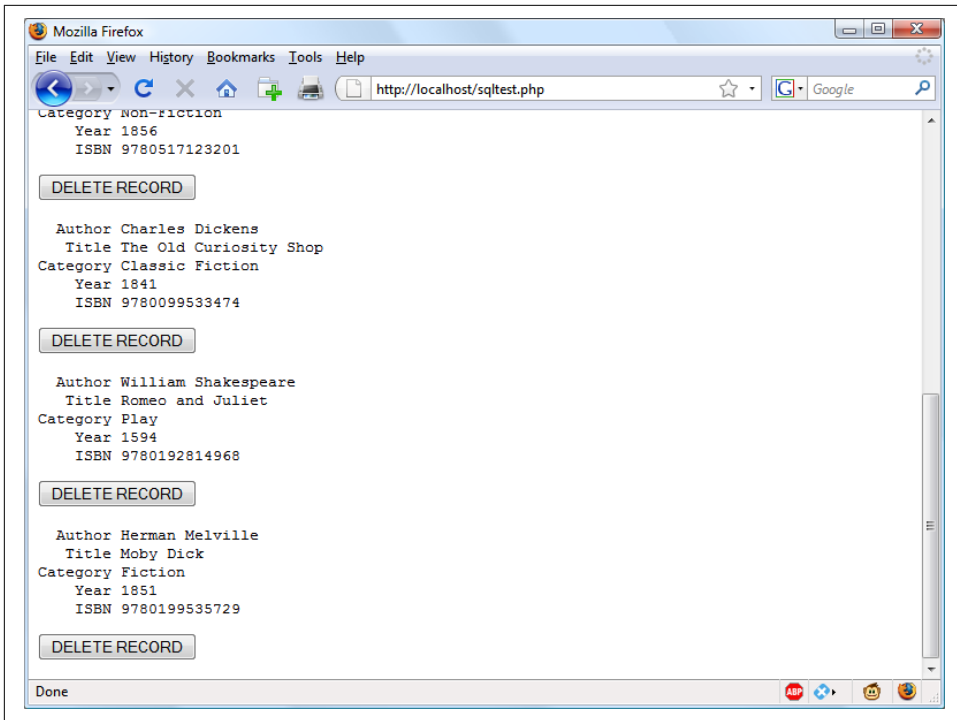 Mozilla Firefox
File Edit View History Bookmarks Tools Help
http://localhost/sqltest.php
G Google
Category Non-Fiction
Year 1856
ISBN 9780517123201
DELETE RECORD
Author Charles Dickens
Title The Old Curiosity Shop
Category Classic Fiction
Year 1841
ISBN 9780099533474
DELETE RECORD
Author William Shakespeare
Title Romeo and Juliet
Category Play
Year 1594
ISBN 9780192814968
DELETE RECORD
Author Herman Melville
Title Moby Dick
Category Fiction
Year 1851
ISBN 9780199535729
DELETE RECORD
Done
ABP